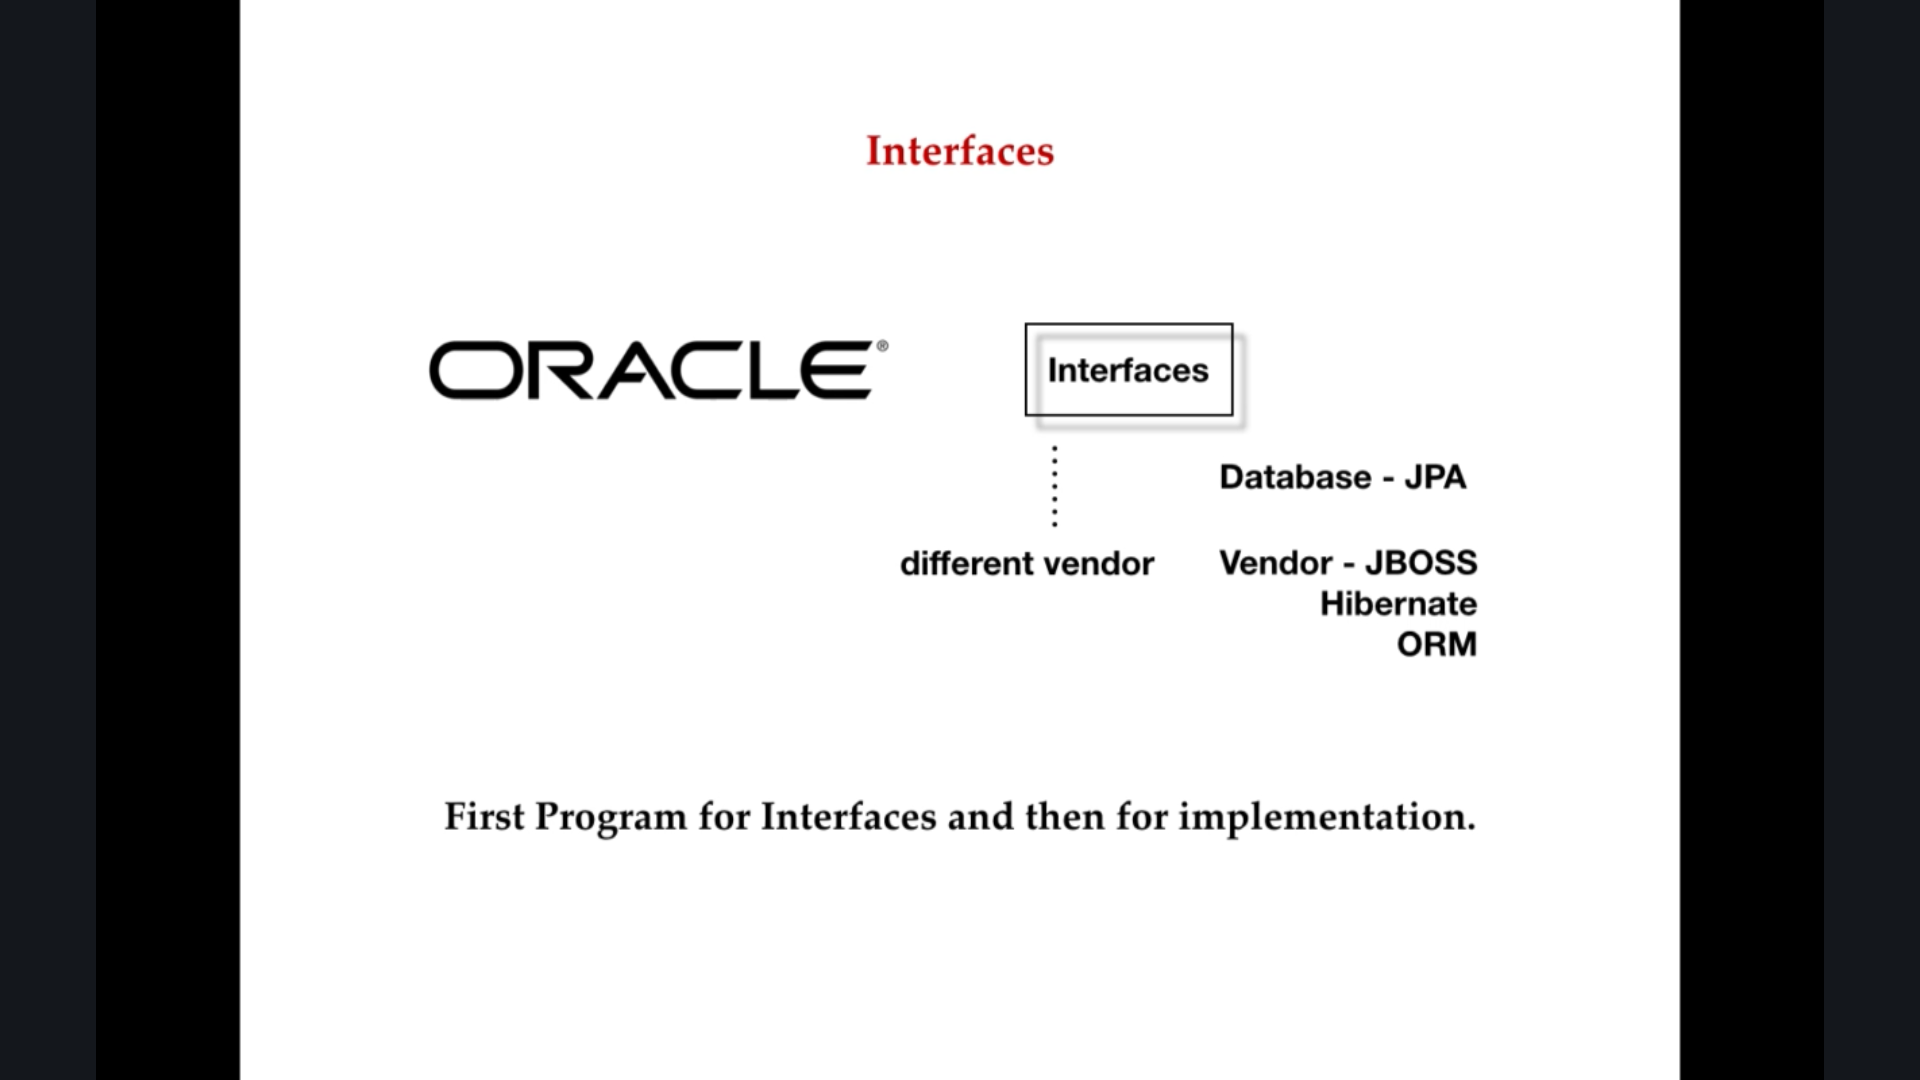 Interfaces
ORACLE®
Interfaces
Database - JPA
different vendor
Vendor - JBOSS
Hibernate
ORM
First Program for Interfaces and then for implementation.